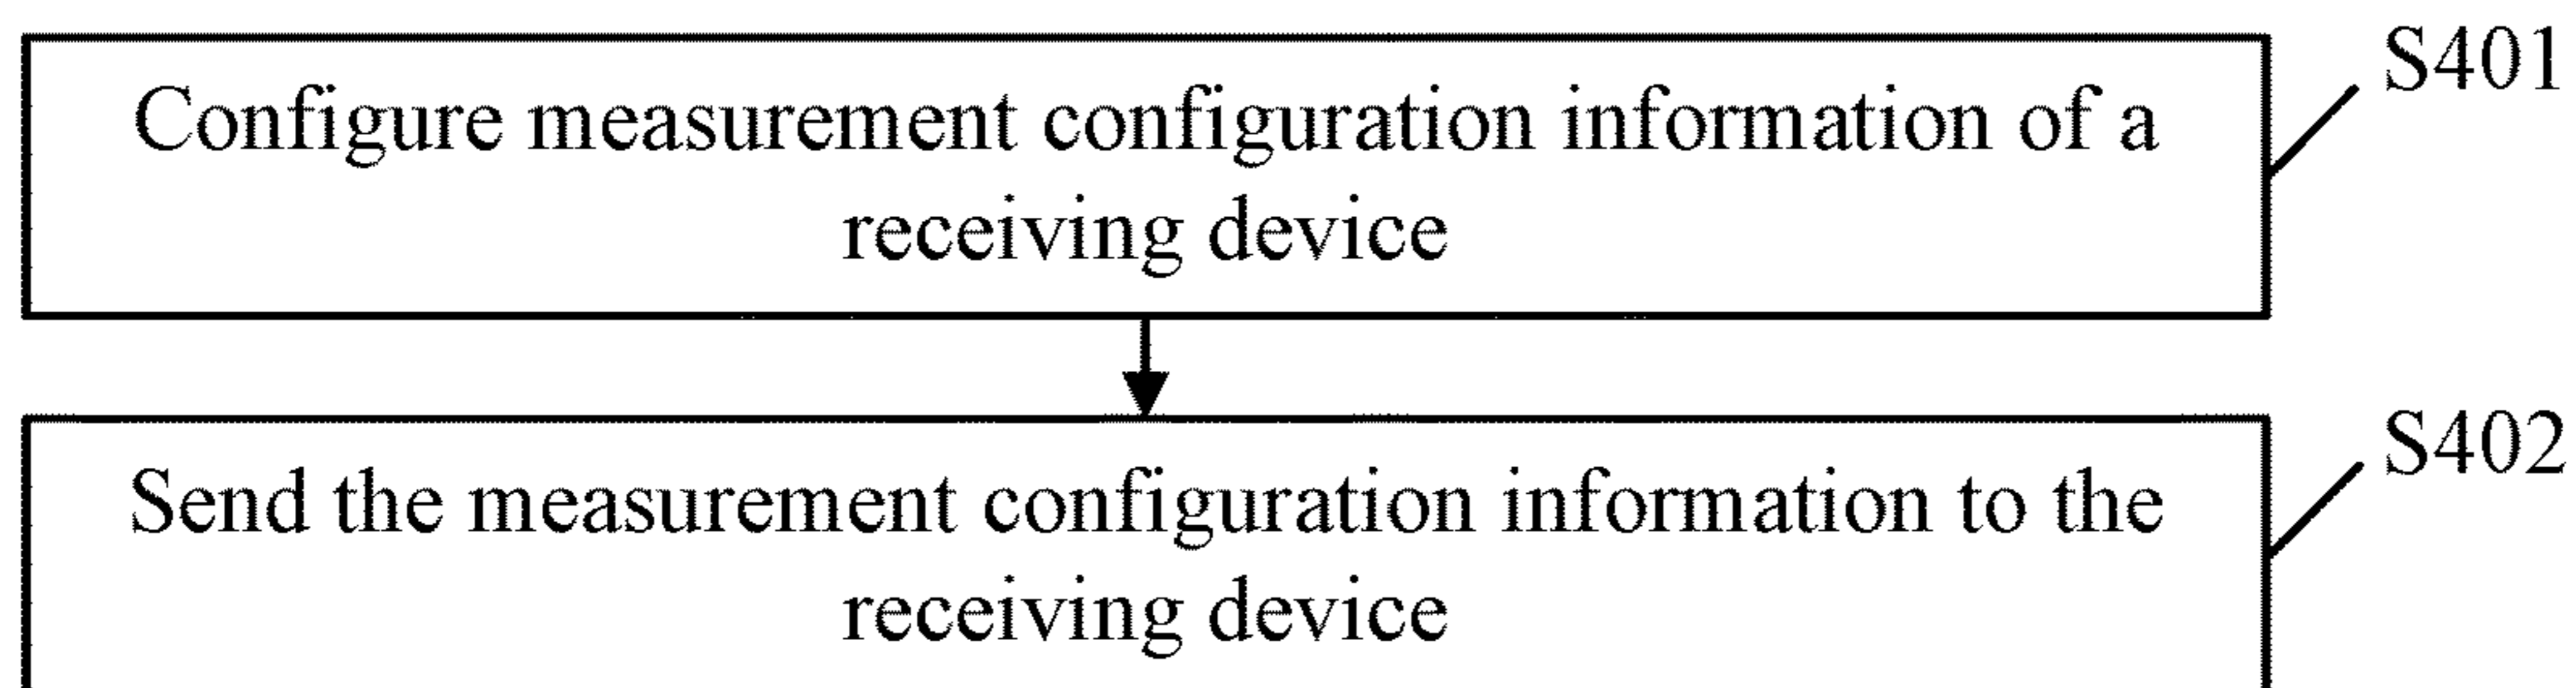 S401
Configure measurement configuration information of a
receiving device
S402
Send the measurement configuration information to the
receiving device